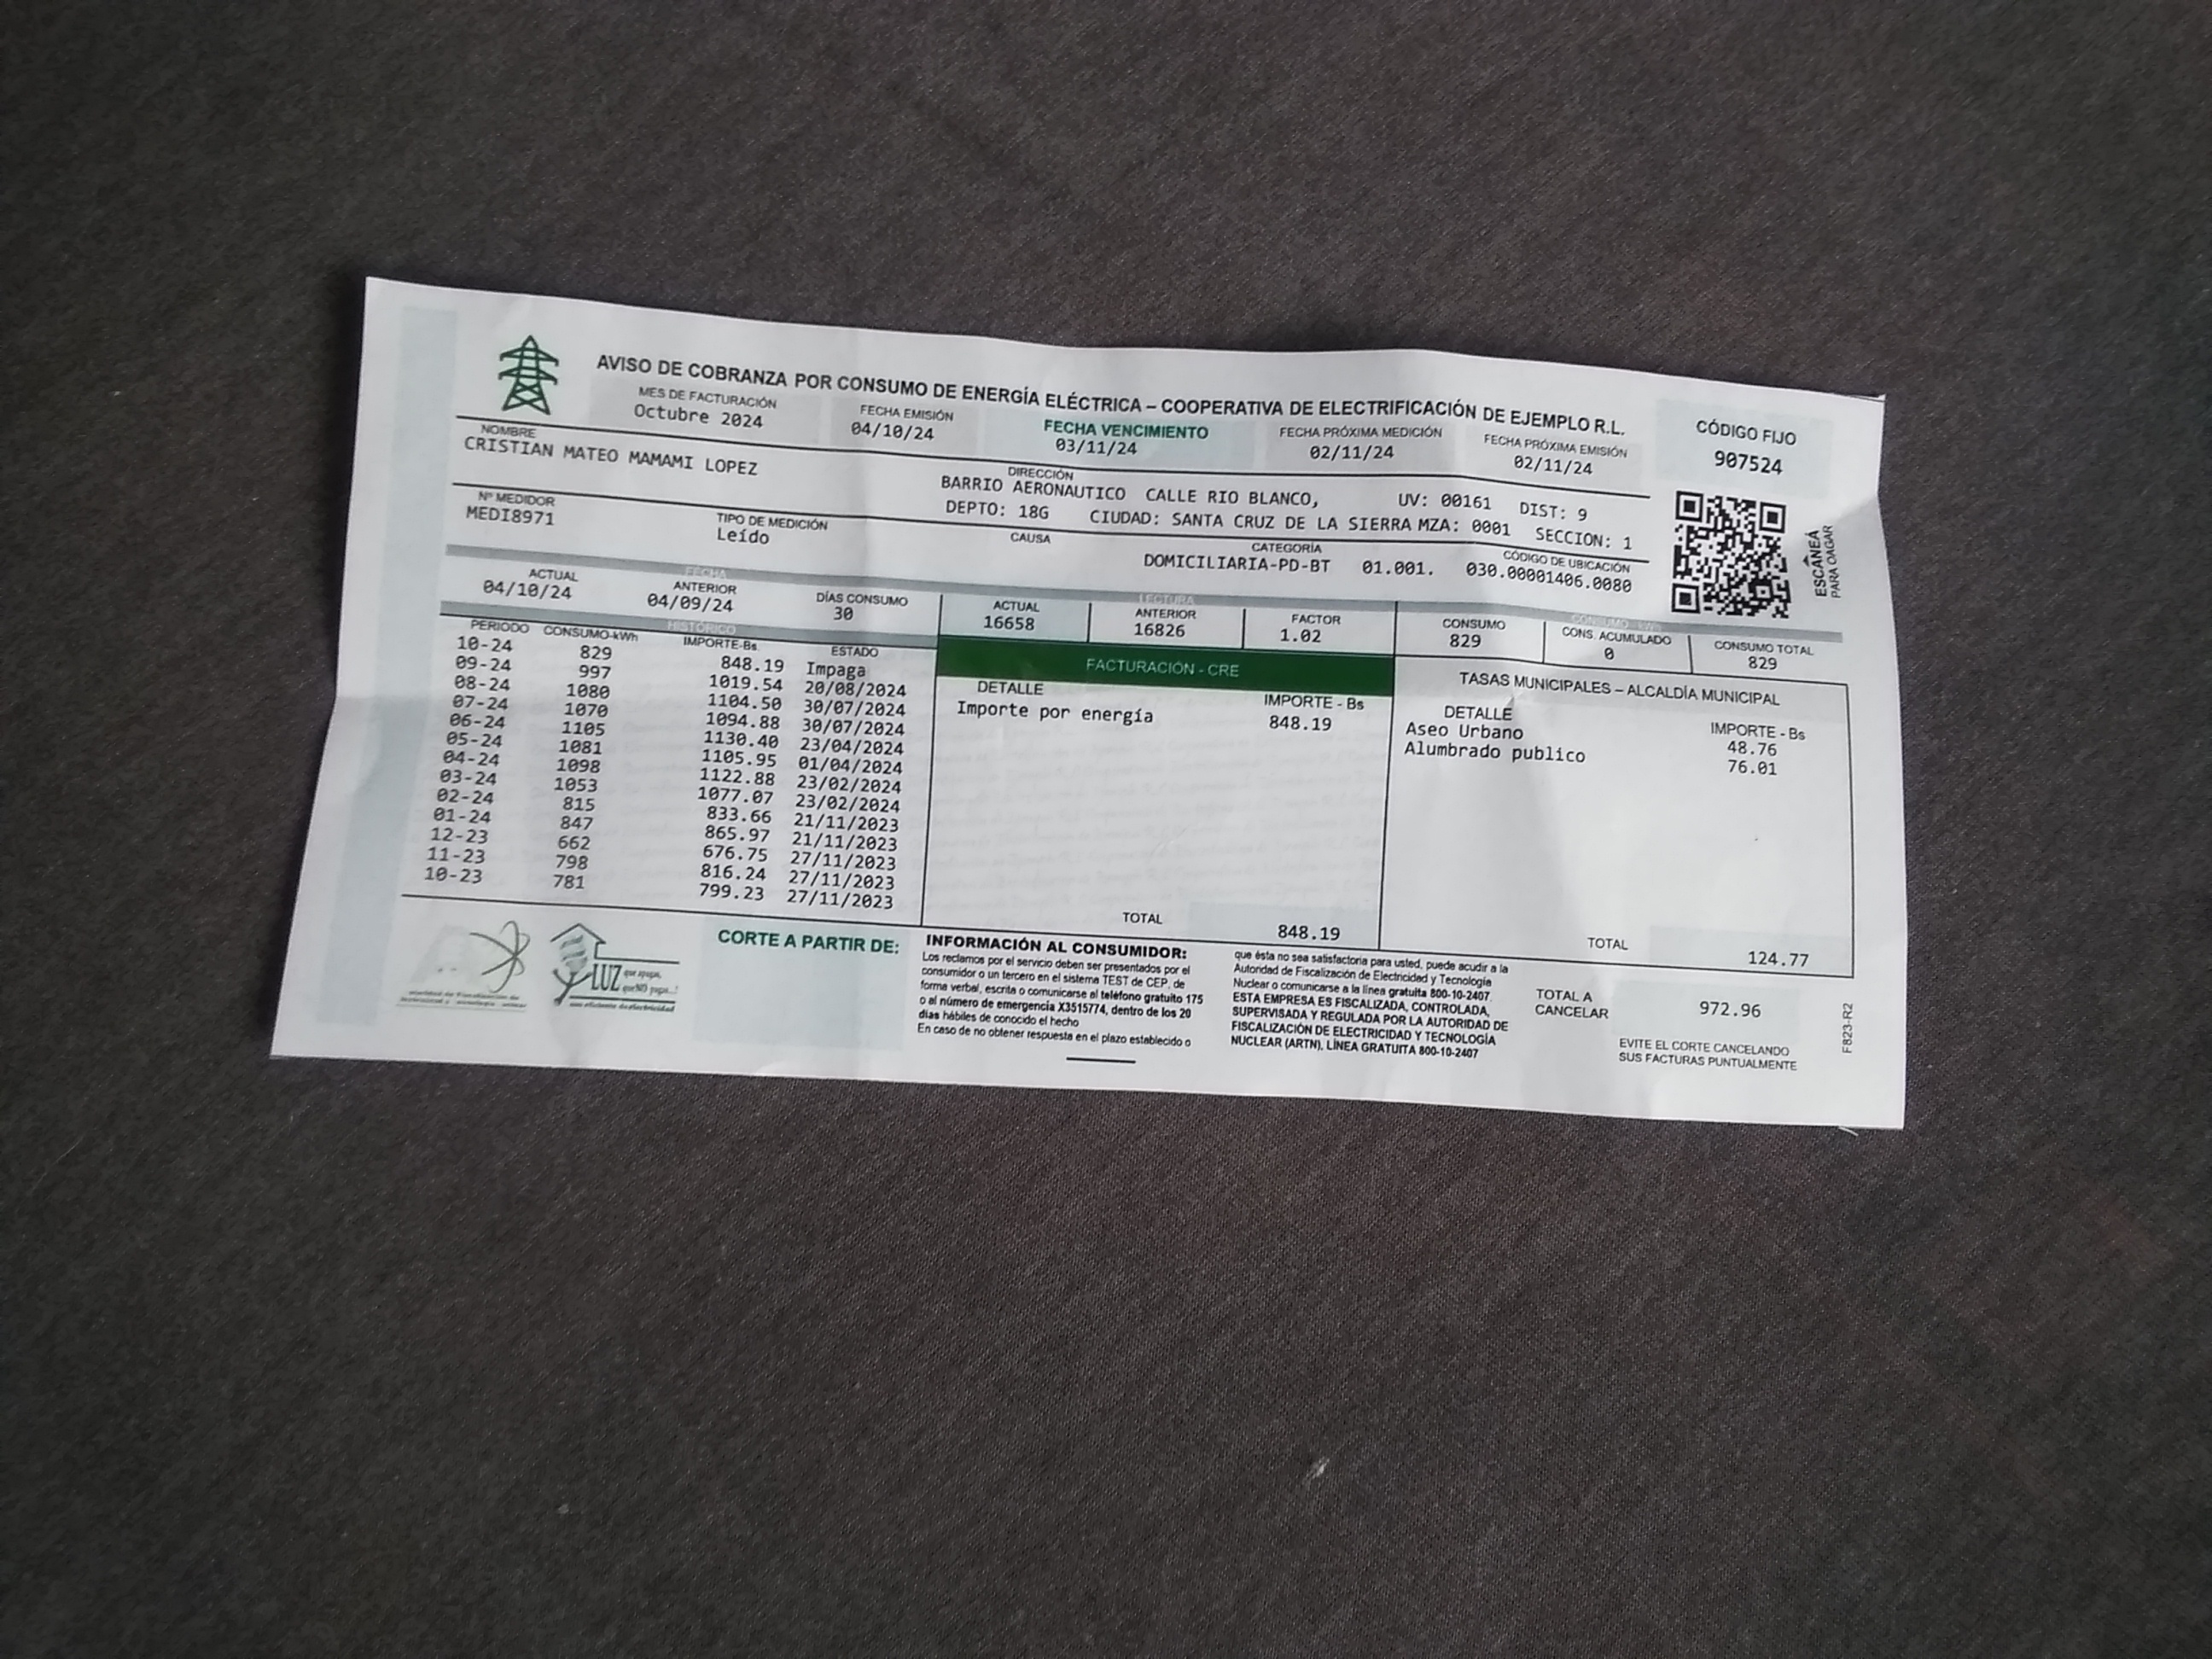 AVISO DE COBRANZA POR CONSUMO DE ENERGÍA ELÉCTRICA – COOPERATIVA DE ELECTRIFICACIÓN DE EJEMPLO R.L.
MES DE FACTURACIÓN FECHA EMISIÓN FECHA VENCIMIENTO FECHA PRÓXIMA MEDICIÓN FECHA PRÓXIMA EMISIÓN CÓDIGO FIJO
Octubre 2024 04/10/24 03/11/24 02/11/24 02/11/24 907524
NOMBRE DIRECCIÓN
CRISTIAN MATEO MAMAMI LOPEZ BARRIO AERONAUTICO CALLE RIO BLANCO, UV: 00161 DIST: 9
DEPTO: 18G CIUDAD: SANTA CRUZ DE LA SIERRA MZA: 0001 SECCION: 1
Nº MEDIDOR TIPO DE MEDICIÓN CAUSA CATEGORÍA CÓDIGO DE UBICACIÓN
MEDI8971 Leído DOMICILIARIA-PD-BT 01.001. 030.00001406.0080
ESCANEÁ
PARA OAGAR
FECHA LECTURA CONSUMO - kWh
ACTUAL ANTERIOR DÍAS CONSUMO ACTUAL ANTERIOR FACTOR CONSUMO CONS. ACUMULADO CONSUMO TOTAL
04/10/24 04/09/24 30 16658 16826 1.02 829 0 829
HISTÓRICO
PERIODO CONSUMO-kWh IMPORTE-Bs ESTADO
10-24 829 848.19 Impaga
09-24 997 1019.54 20/08/2024
08-24 1080 1104.50 30/07/2024
07-24 1070 1094.88 30/07/2024
06-24 1105 1130.40 23/04/2024
05-24 1081 1105.95 01/04/2024
04-24 1098 1122.88 23/02/2024
03-24 1053 1077.07 23/02/2024
02-24 815 833.66 21/11/2023
01-24 847 865.97 21/11/2023
12-23 662 676.75 27/11/2023
11-23 798 816.24 27/11/2023
10-23 781 799.23 27/11/2023
FACTURACIÓN - CRE
DETALLE IMPORTE - Bs
Importe por energía 848.19
TOTAL 848.19
TASAS MUNICIPALES – ALCALDÍA MUNICIPAL
DETALLE IMPORTE - Bs
Aseo Urbano 48.76
Alumbrado publico 76.01
TOTAL 124.77
LUZ que apagas,
que NO pagas...!
CORTE A PARTIR DE:
INFORMACIÓN AL CONSUMIDOR:
Los reclamos por el servicio deben ser presentados por el
consumidor o un tercero en el sistema TEST de CEP, de
forma verbal, escrita o comunicarse al teléfono gratuito 175
o al número de emergencia X3515774, dentro de los 20
días hábiles de conocido el hecho
En caso de no obtener respuesta en el plazo establecido o
que ésta no sea satisfactoria para usted, puede acudir a la
Autoridad de Fiscalización de Electricidad y Tecnología
Nuclear o comunicarse a la línea gratuita 800-10-2407.
ESTA EMPRESA ES FISCALIZADA, CONTROLADA,
SUPERVISADA Y REGULADA POR LA AUTORIDAD DE
FISCALIZACIÓN DE ELECTRICIDAD Y TECNOLOGÍA
NUCLEAR (ARTN), LÍNEA GRATUITA 800-10-2407
TOTAL A
CANCELAR 972.96
EVITE EL CORTE CANCELANDO
SUS FACTURAS PUNTUALMENTE
F823-R2